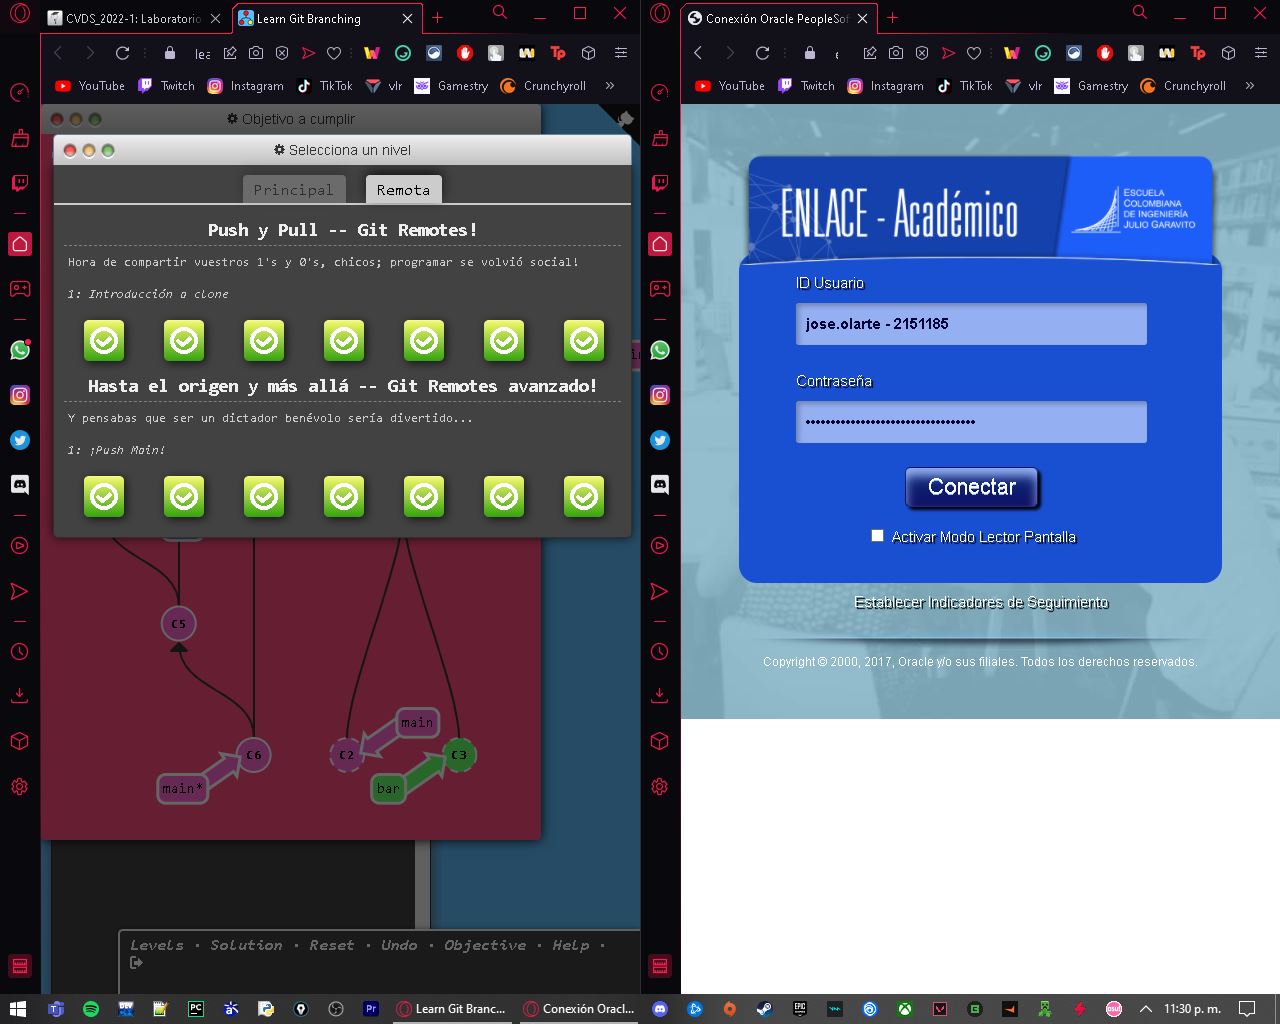 CVDS_2022-1: Laboratorio
Learn Git Branching
YouTube
Twitch
Instagram
TikTok
vlr
Gamestry
Crunchyroll
Objetivo a cumplir
Selecciona un nivel
Principal
Remota
Push y Pull -- Git Remotes!
Hora de compartir vuestros 1's y 0's, chicos; programar se volvió social!
1: Introducción a clone
Hasta el origen y más allá -- Git Remotes avanzado!
Y pensabas que ser un dictador benévolo sería divertido...
1: ¡Push Main!
C5
main
C6
C2
C3
main*
bar
Levels · Solution · Reset · Undo · Objective · Help ·
Conexión Oracle PeopleSof
YouTube
Twitch
Instagram
TikTok
vlr
Gamestry
Crunchyroll
ENLACE - Académico
ESCUELA
COLOMBIANA
DE INGENIERÍA
JULIO GARAVITO
ID Usuario
jose.olarte - 2151185
Contraseña
Conectar
Activar Modo Lector Pantalla
Establecer Indicadores de Seguimiento
Copyright © 2000, 2017, Oracle y/o sus filiales. Todos los derechos reservados.
Learn Git Branc...
Conexión Oracl...
11:30 p. m.